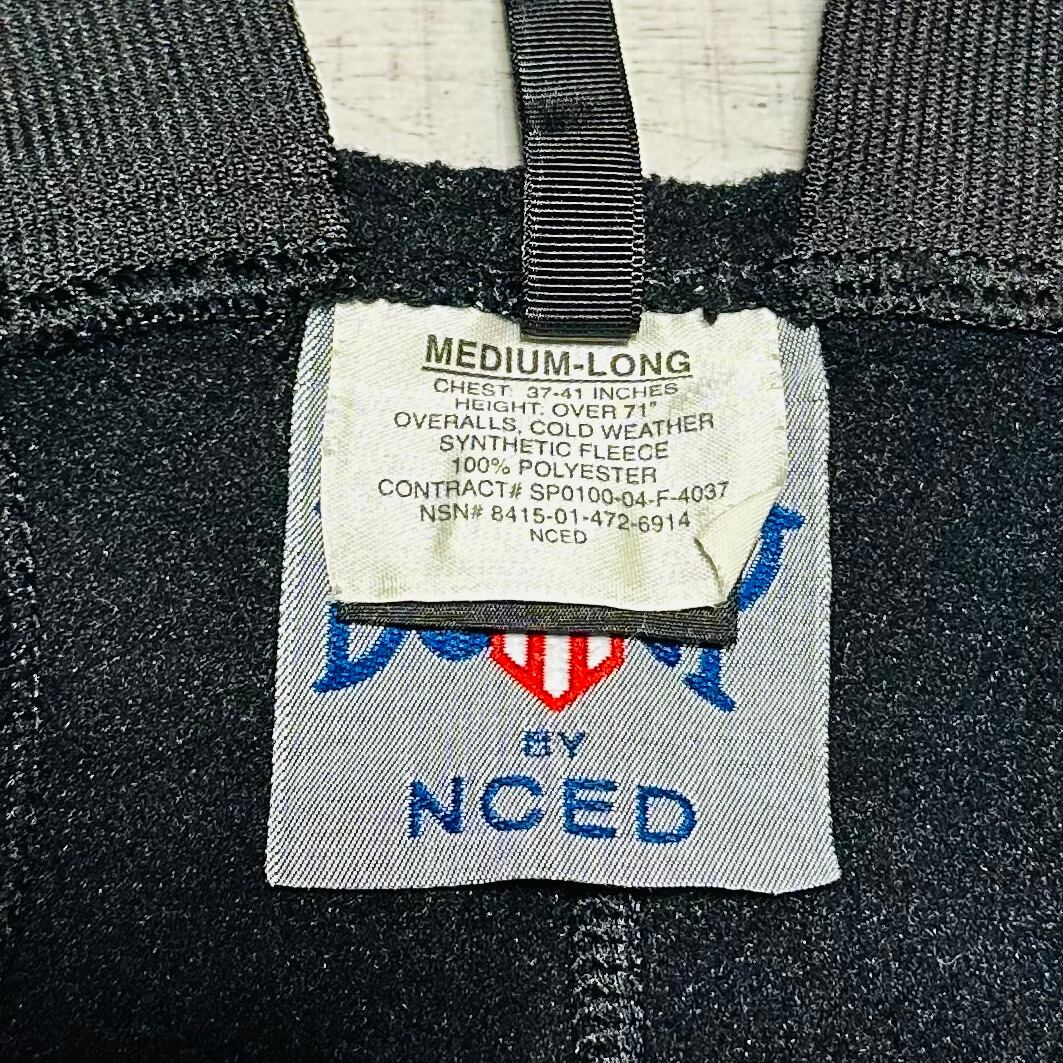 MEDIUM-LONG
CHEST: 37-41 INCHES
HEIGHT: OVER 71"
OVERALLS, COLD WEATHER
SYNTHETIC FLEECE
100% POLYESTER
CONTRACT# SP0100-04-F-4037
NSN# 8415-01-472-6914
NCED
BY
NCED